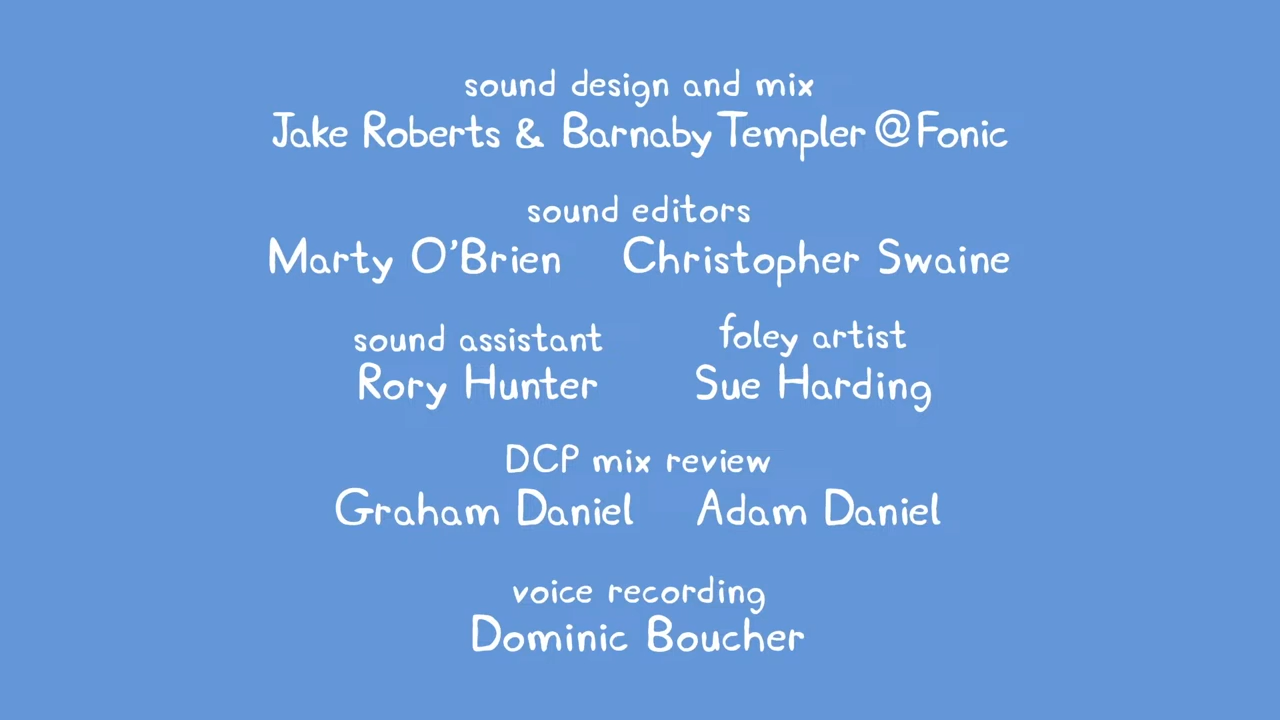 sound design and mix
Jake Roberts & Barnaby Templer @ Fonic
sound editors
Marty O'Brien Christopher Swaine
sound assistant foley artist
Rory Hunter Sue Harding
DCP mix review
Graham Daniel Adam Daniel
voice recording
Dominic Boucher